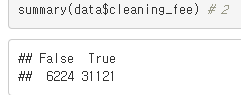 summary(data$cleaning_fee) # 2
## False  True
##  6224 31121